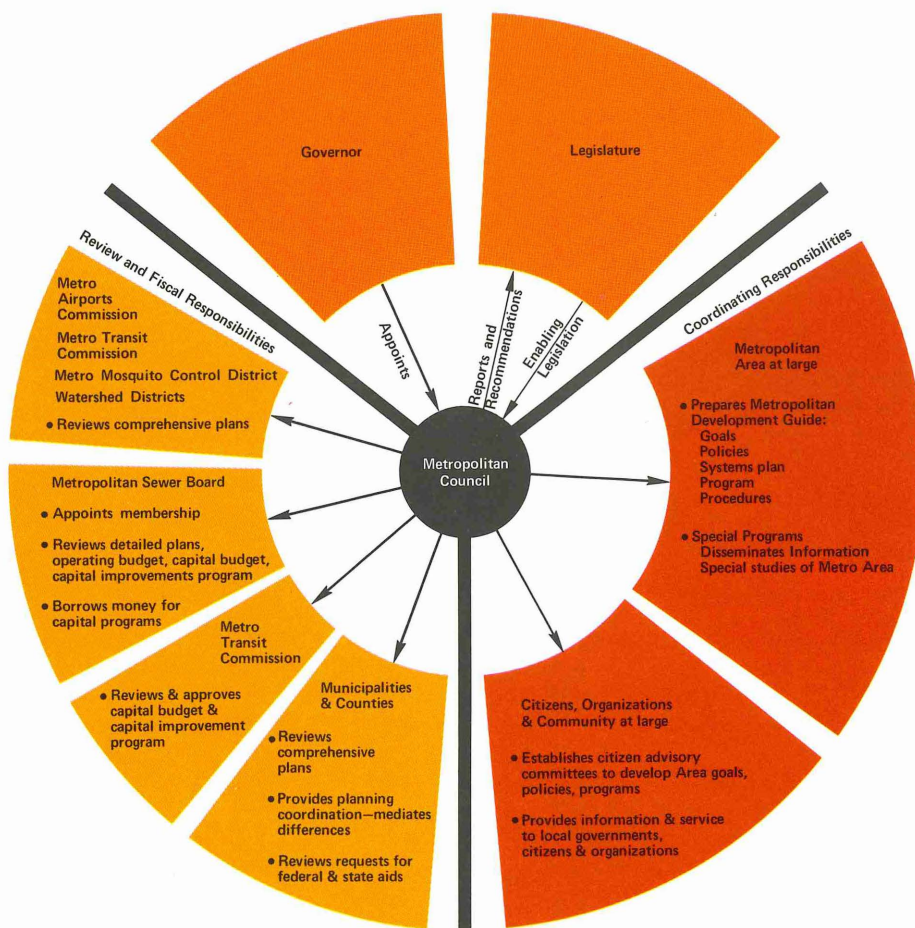 Governor
Legislature
Review and Fiscal Responsibilities
Coordinating Responsibilities
Appoints
Reports and
Recommendations
Enabling
Legislation
Metropolitan
Council
Metro
Airports
Commission
Metro Transit
Commission
Metro Mosquito Control District
Watershed Districts
• Reviews comprehensive plans
Metropolitan Sewer Board
• Appoints membership
• Reviews detailed plans,
operating budget, capital budget,
capital improvements program
• Borrows money for
capital programs
Metro
Transit
Commission
• Reviews & approves
capital budget &
capital improvement
program
Municipalities
& Counties
• Reviews
comprehensive
plans
• Provides planning
coordination—mediates
differences
• Reviews requests for
federal & state aids
Citizens, Organizations
& Community at large
• Establishes citizen advisory
committees to develop Area goals,
policies, programs
• Provides information & service
to local governments,
citizens & organizations
Metropolitan
Area at large
• Prepares Metropolitan
Development Guide:
Goals
Policies
Systems plan
Program
Procedures
• Special Programs
Disseminates Information
Special studies of Metro Area